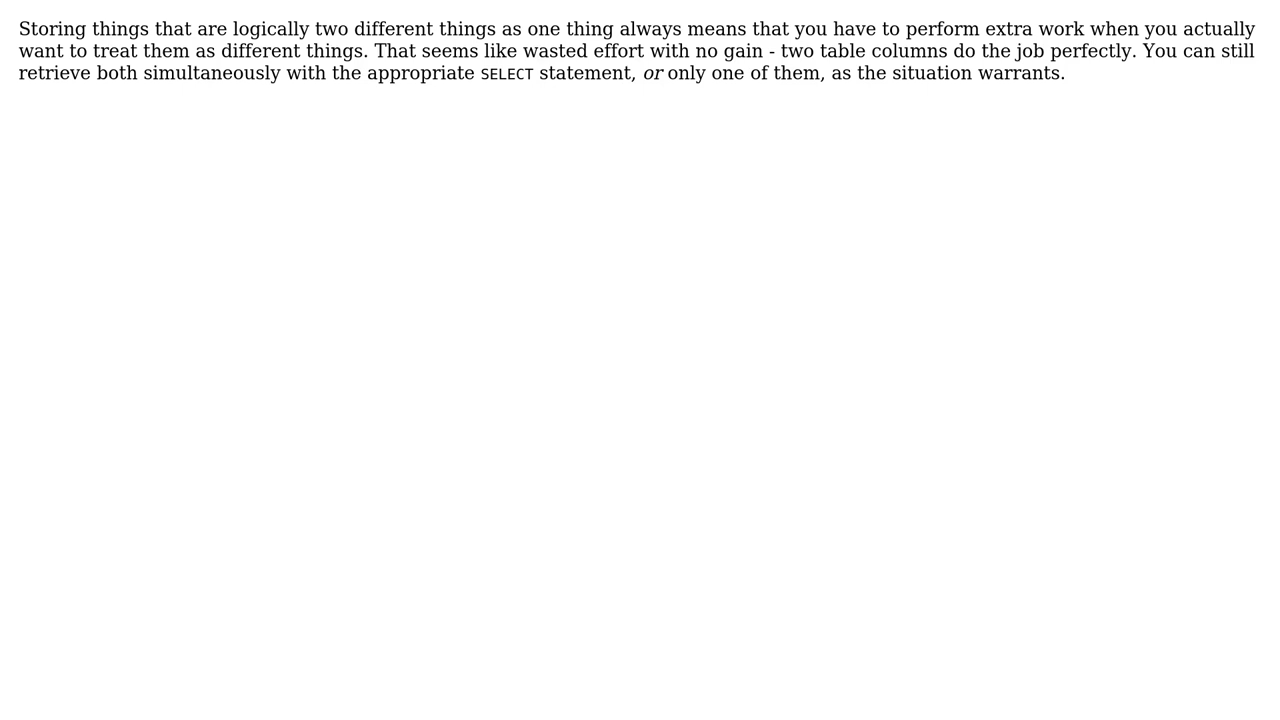 Storing things that are logically two different things as one thing always means that you have to perform extra work when you actually
want to treat them as different things. That seems like wasted effort with no gain - two table columns do the job perfectly. You can still
retrieve both simultaneously with the appropriate SELECT statement, or only one of them, as the situation warrants.